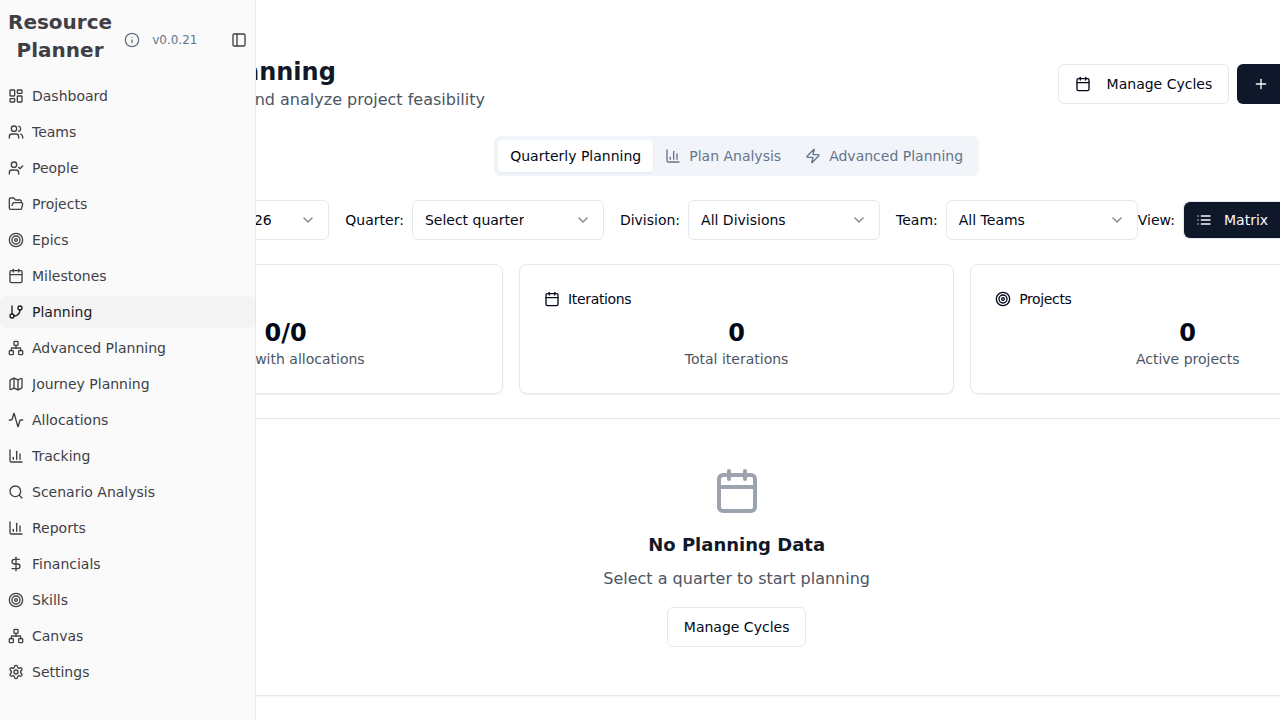 Resource
Planner
v0.0.21
Dashboard
Teams
People
Projects
Epics
Milestones
Planning
Advanced Planning
Journey Planning
Allocations
Tracking
Scenario Analysis
Reports
Financials
Skills
Canvas
Settings
nning
nd analyze project feasibility
Manage Cycles
Quarterly Planning
Plan Analysis
Advanced Planning
26
Quarter:
Select quarter
Division:
All Divisions
Team:
All Teams
View:
Matrix
0/0
with allocations
Iterations
0
Total iterations
Projects
0
Active projects
No Planning Data
Select a quarter to start planning
Manage Cycles